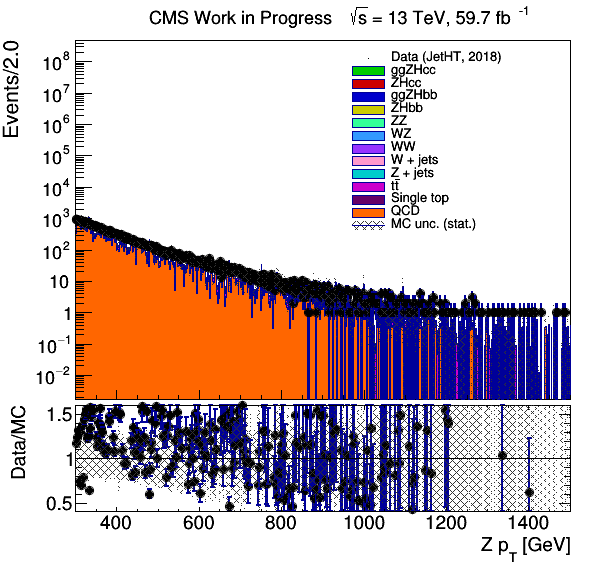 CMS Work in Progress √s = 13 TeV, 59.7 fb⁻¹
Events/2.0
10⁸
10⁷
10⁶
10⁵
10⁴
10³
10²
10
1
10⁻¹
10⁻²
Data (JetHT, 2018)
ggZHcc
ZHcc
ggZHbb
ZHbb
ZZ
WZ
WW
W + jets
Z + jets
tt̄
Single top
QCD
MC unc. (stat.)
Data/MC
1.5
1
0.5
400 600 800 1000 1200 1400
Z p_T [GeV]